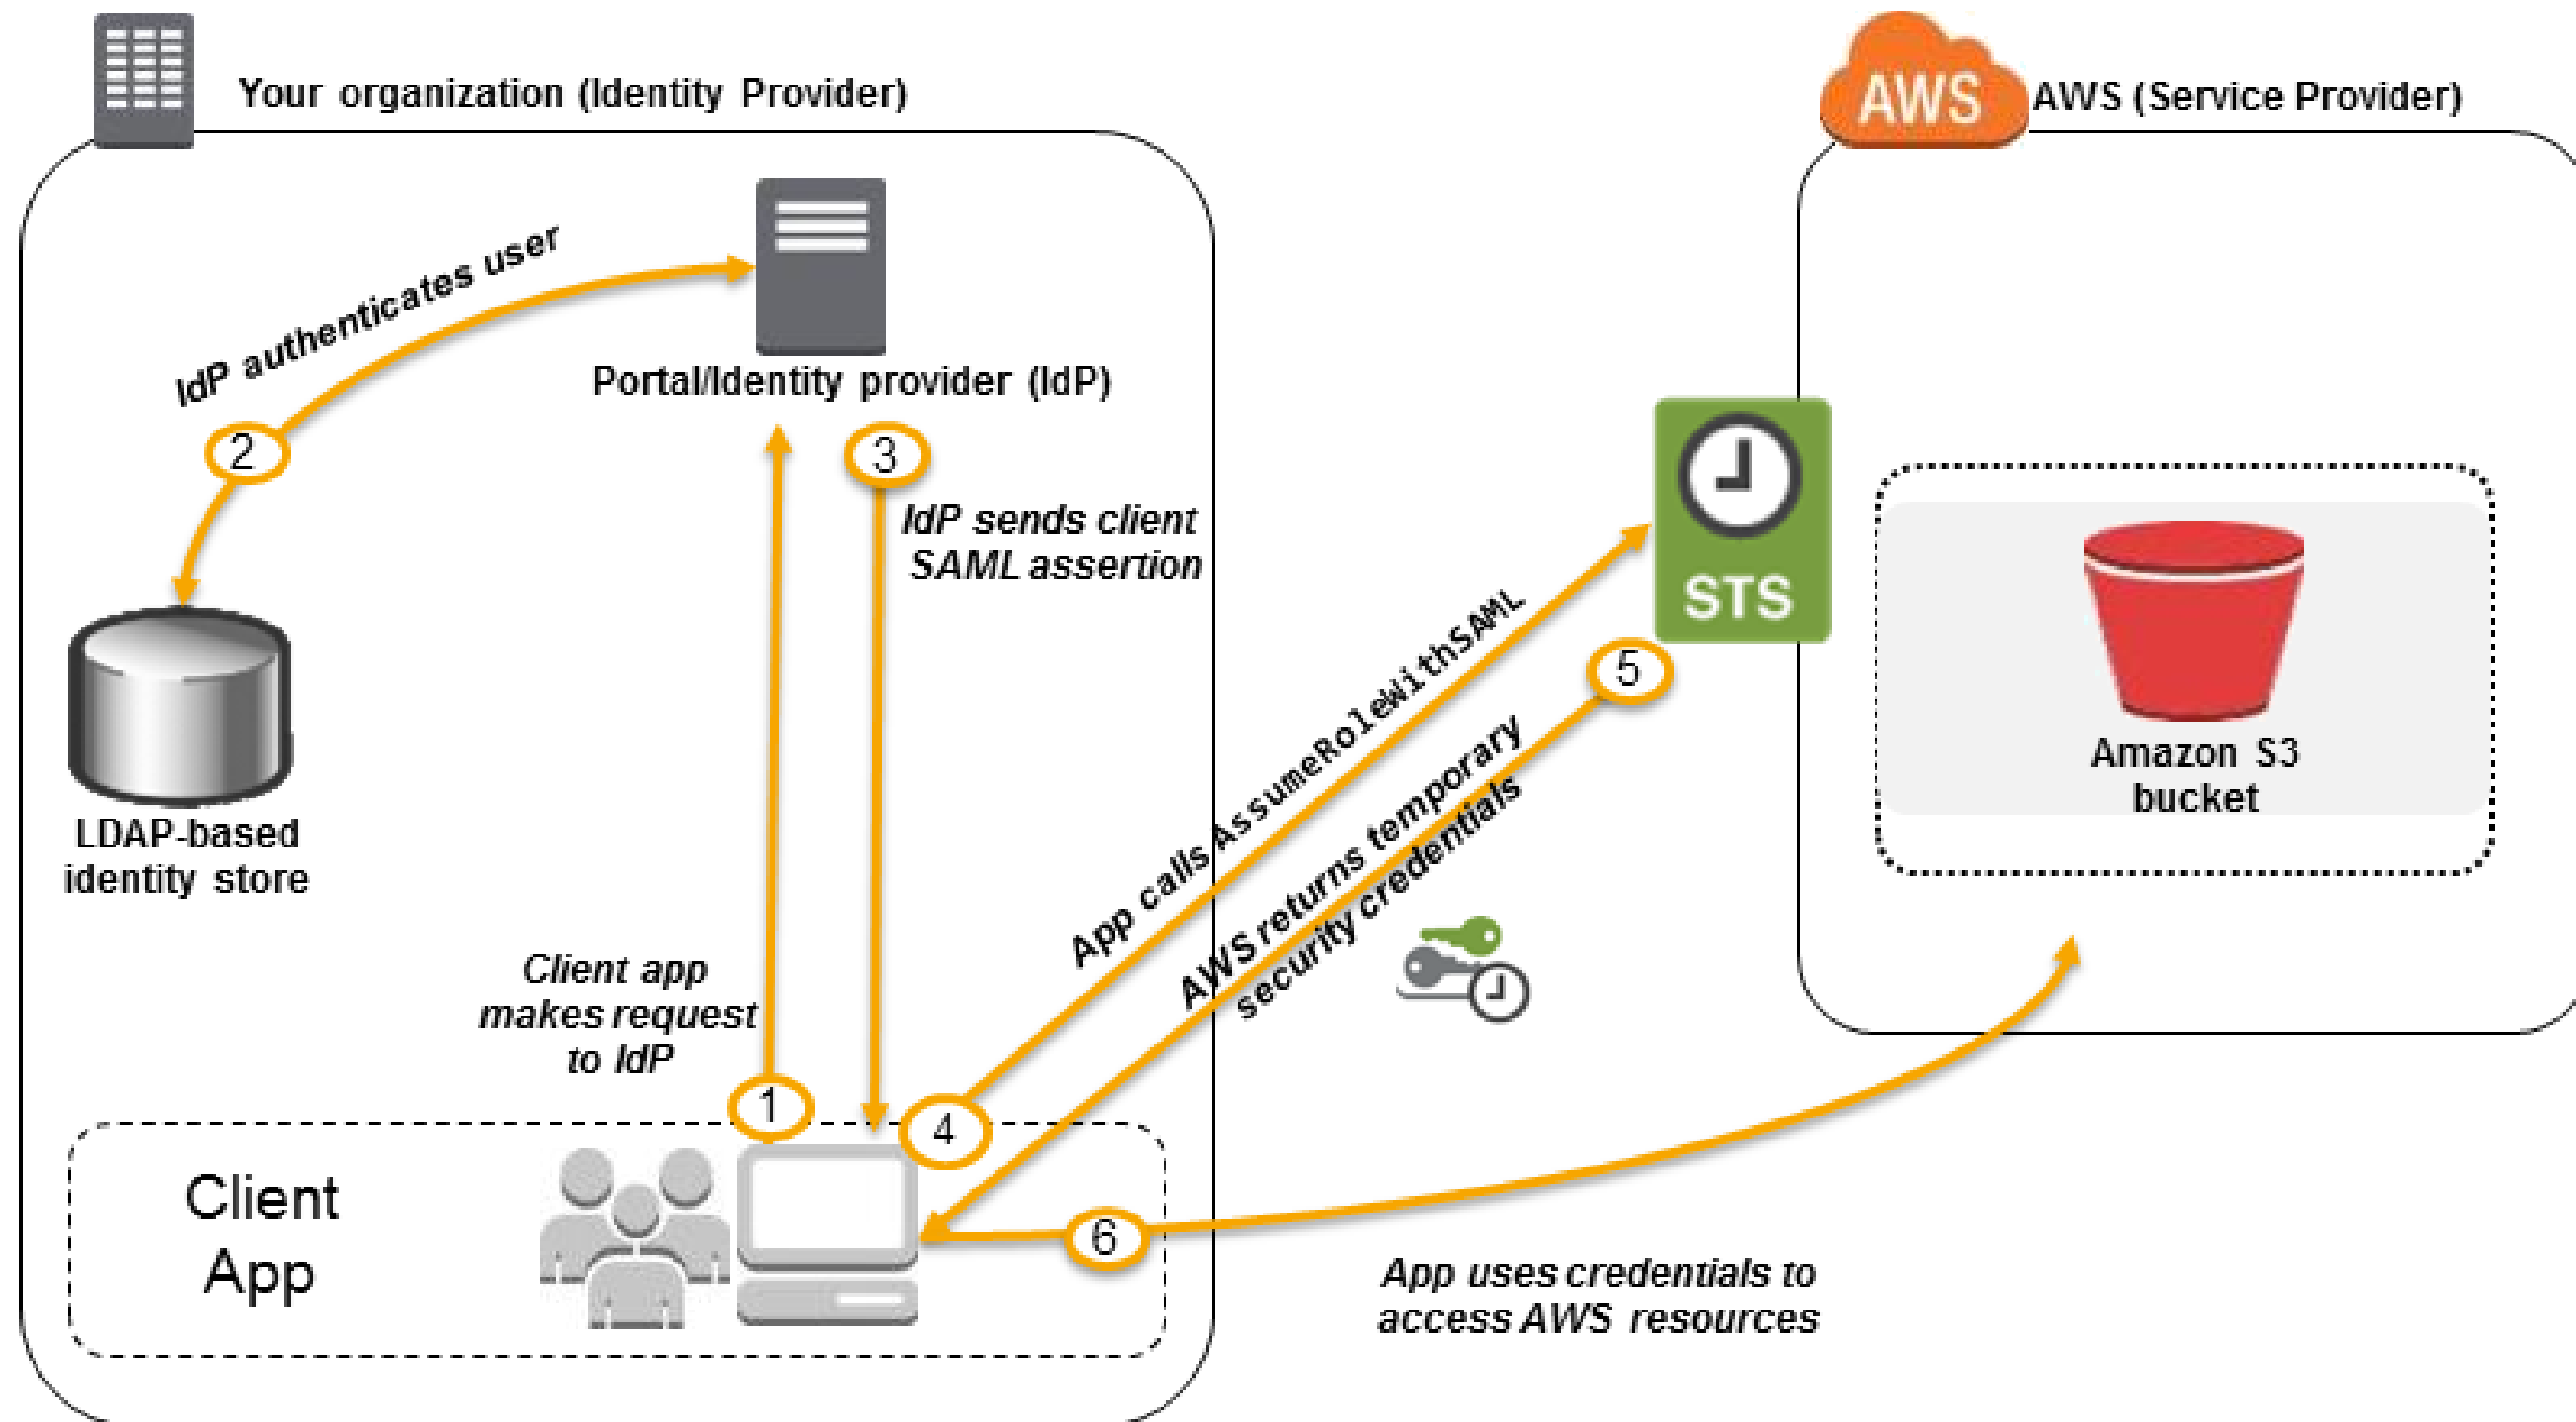 Your organization (Identity Provider)
AWS
AWS (Service Provider)
IdP authenticates user
2
Portal/Identity provider (IdP)
3
IdP sends client
SAML assertion
STS
LDAP-based
identity store
App calls AssumeRoleWithSAML
5
AWS returns temporary
security credentials
Amazon S3
bucket
Client app
makes request
to IdP
1
4
Client
App
6
App uses credentials to
access AWS resources